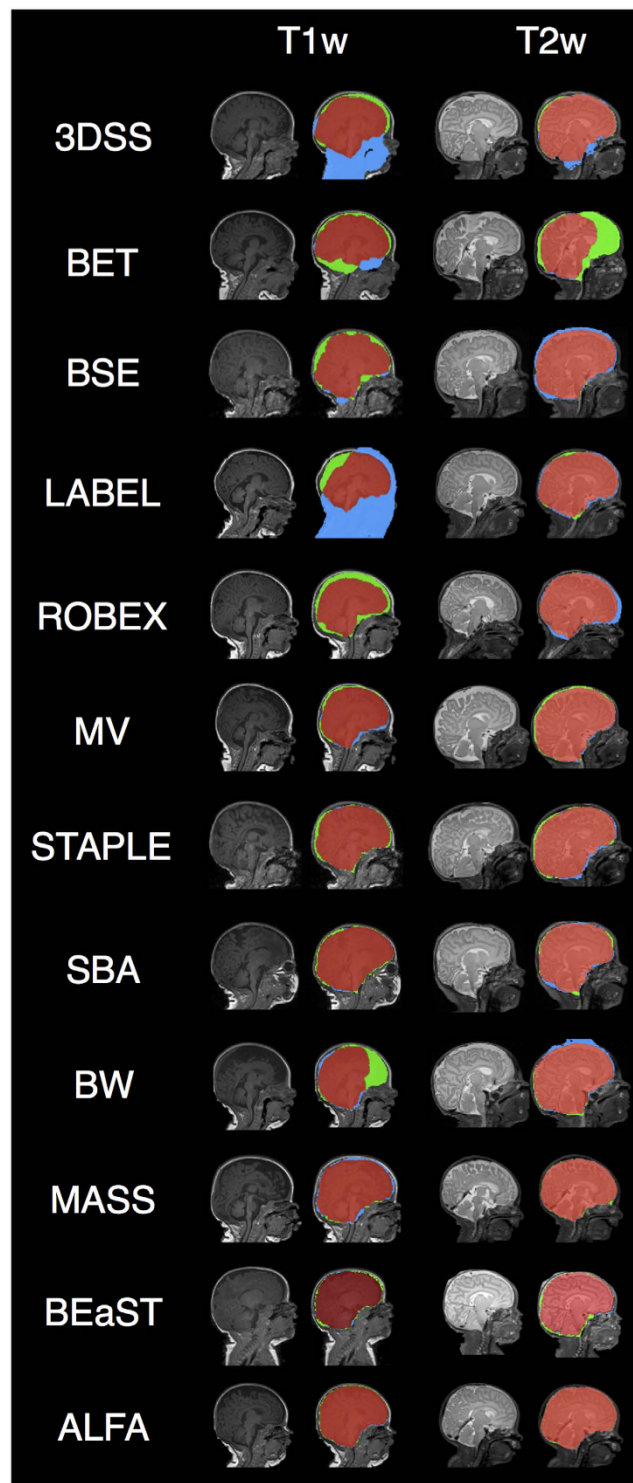 T1w T2w
3DSS
BET
BSE
LABEL
ROBEX
MV
STAPLE
SBA
BW
MASS
BEaST
ALFA